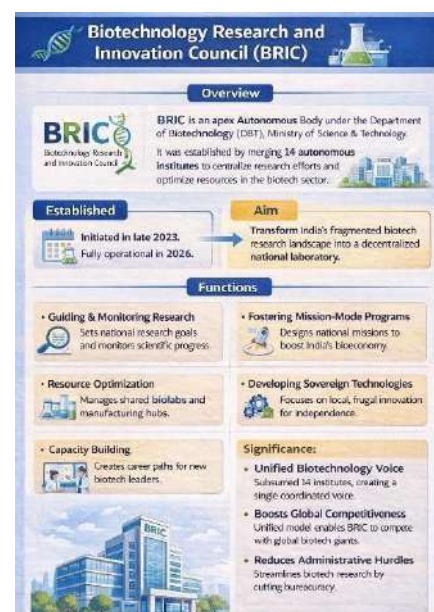 Biotechnology Research and
Innovation Council (BRIC)
Overview
BRIC
Biotechnology Research
and Innovation Council
BRIC is an apex Autonomous Body under the Department
of Biotechnology (DBT), Ministry of Science & Technology.
It was established by merging 14 autonomous
institutes to centralize research efforts and
optimize resources in the biotech sector.
Established
Initiated in late 2023.
Fully operational in 2026.
Aim
Transform India's fragmented biotech
research landscape into a decentralized
national laboratory.
Functions
• Guiding & Monitoring Research
Sets national research goals
and monitors scientific progress
• Fostering Mission-Mode Programs
Designs national missions to
boost India's bioeconomy.
• Resource Optimization
Manages shared biolabs and
manufacturing hubs.
• Developing Sovereign Technologies
Focuses on local, frugal innovation
for independence.
• Capacity Building
Creates career paths for new
biotech leaders.
Significance:
• Unified Biotechnology Voice
Subsumed 14 institutes, creating a
single coordinated voice.
• Boosts Global Competitiveness
Unified model enables BRIC to compete
with global biotech giants.
• Reduces Administrative Hurdles
Streamlines biotech research by
cutting bureaucracy.
BRIC